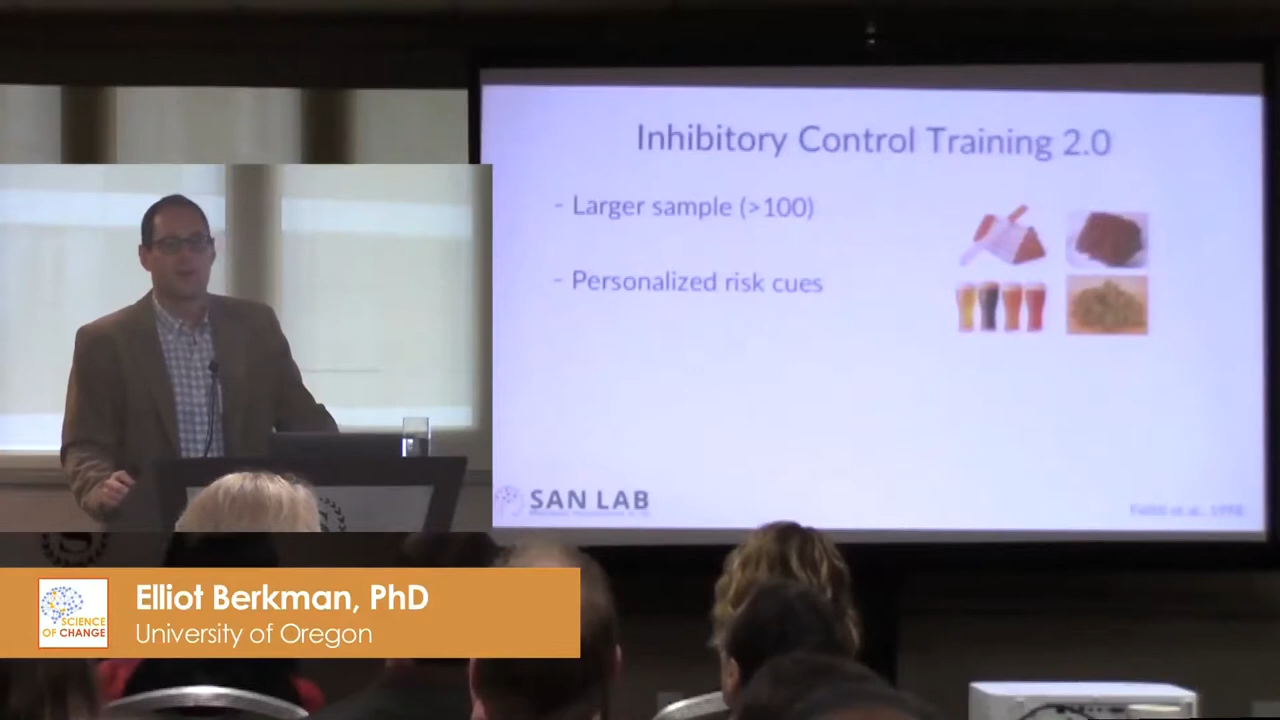 Inhibitory Control Training 2.0
- Larger sample (>100)
- Personalized risk cues
SAN LAB
Elliot Berkman, PhD
University of Oregon
SCIENCE
OF CHANGE